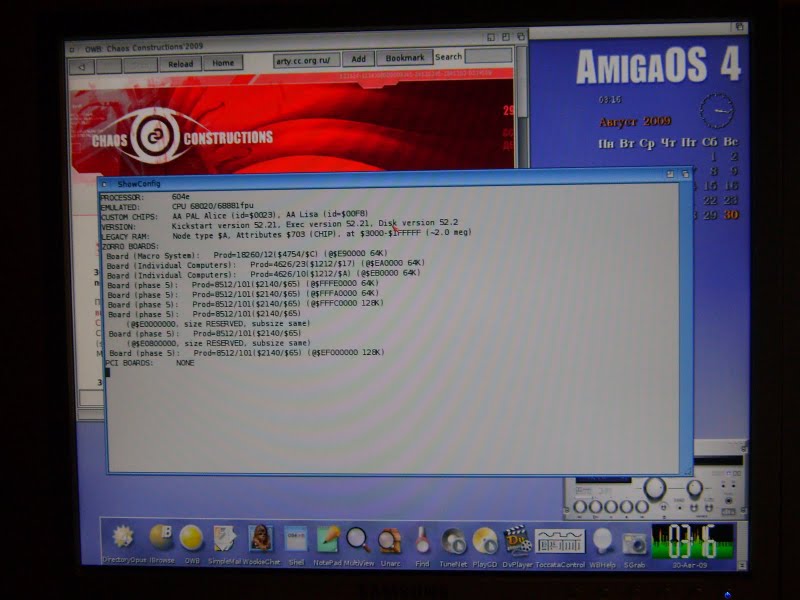 OWB Chaos Constructions'2009
Reload Home arty.cc.org.ru/ Add Bookmark Search
CHAOS CONSTRUCTIONS
29
AMIGAOS 4
03:16
Август 2009
Пн Вт Ср Чт Пт Сб Вс
1 2
7 8 9
15 16
22 23
28 29 30
ShowConfig
PROCESSOR: 604e
EMULATED: CPU 68020/68881fpu
CUSTOM CHIPS: AA PAL Alice (id=$0023), AA Lisa (id=$00F8)
VERSION: Kickstart version 52.21, Exec version 52.21, Disk version 52.2
LEGACY RAM: Node type $A, Attributes $703 (CHIP), at $3000-$1FFFFF (~2.0 meg)
ZORRO BOARDS:
Board (Macro System): Prod=18260/12($4754/$C) (@$E90000 64K)
Board (Individual Computers): Prod=4626/23($1212/$17) (@$EA0000 64K)
Board (Individual Computers): Prod=4626/10($1212/$A) (@$EB0000 64K)
Board (phase 5): Prod=8512/101($2140/$65) (@$FFFE0000 64K)
Board (phase 5): Prod=8512/101($2140/$65) (@$FFFA0000 64K)
Board (phase 5): Prod=8512/101($2140/$65) (@$FFFC0000 128K)
Board (phase 5): Prod=8512/101($2140/$65)
(@$E0000000, size RESERVED, subsize same)
Board (phase 5): Prod=8512/101($2140/$65)
(@$E0800000, size RESERVED, subsize same)
Board (phase 5): Prod=8512/101($2140/$65) (@$EF000000 128K)
PCI BOARDS: NONE
DirectoryOpus IBrowse OWB SimpleMail WookieChat Shell NotePad MultiView Unarc Find TuneNet PlayCD DvPlayer ToccataControl WBHelp SGrab
03:16
30-Авг-09